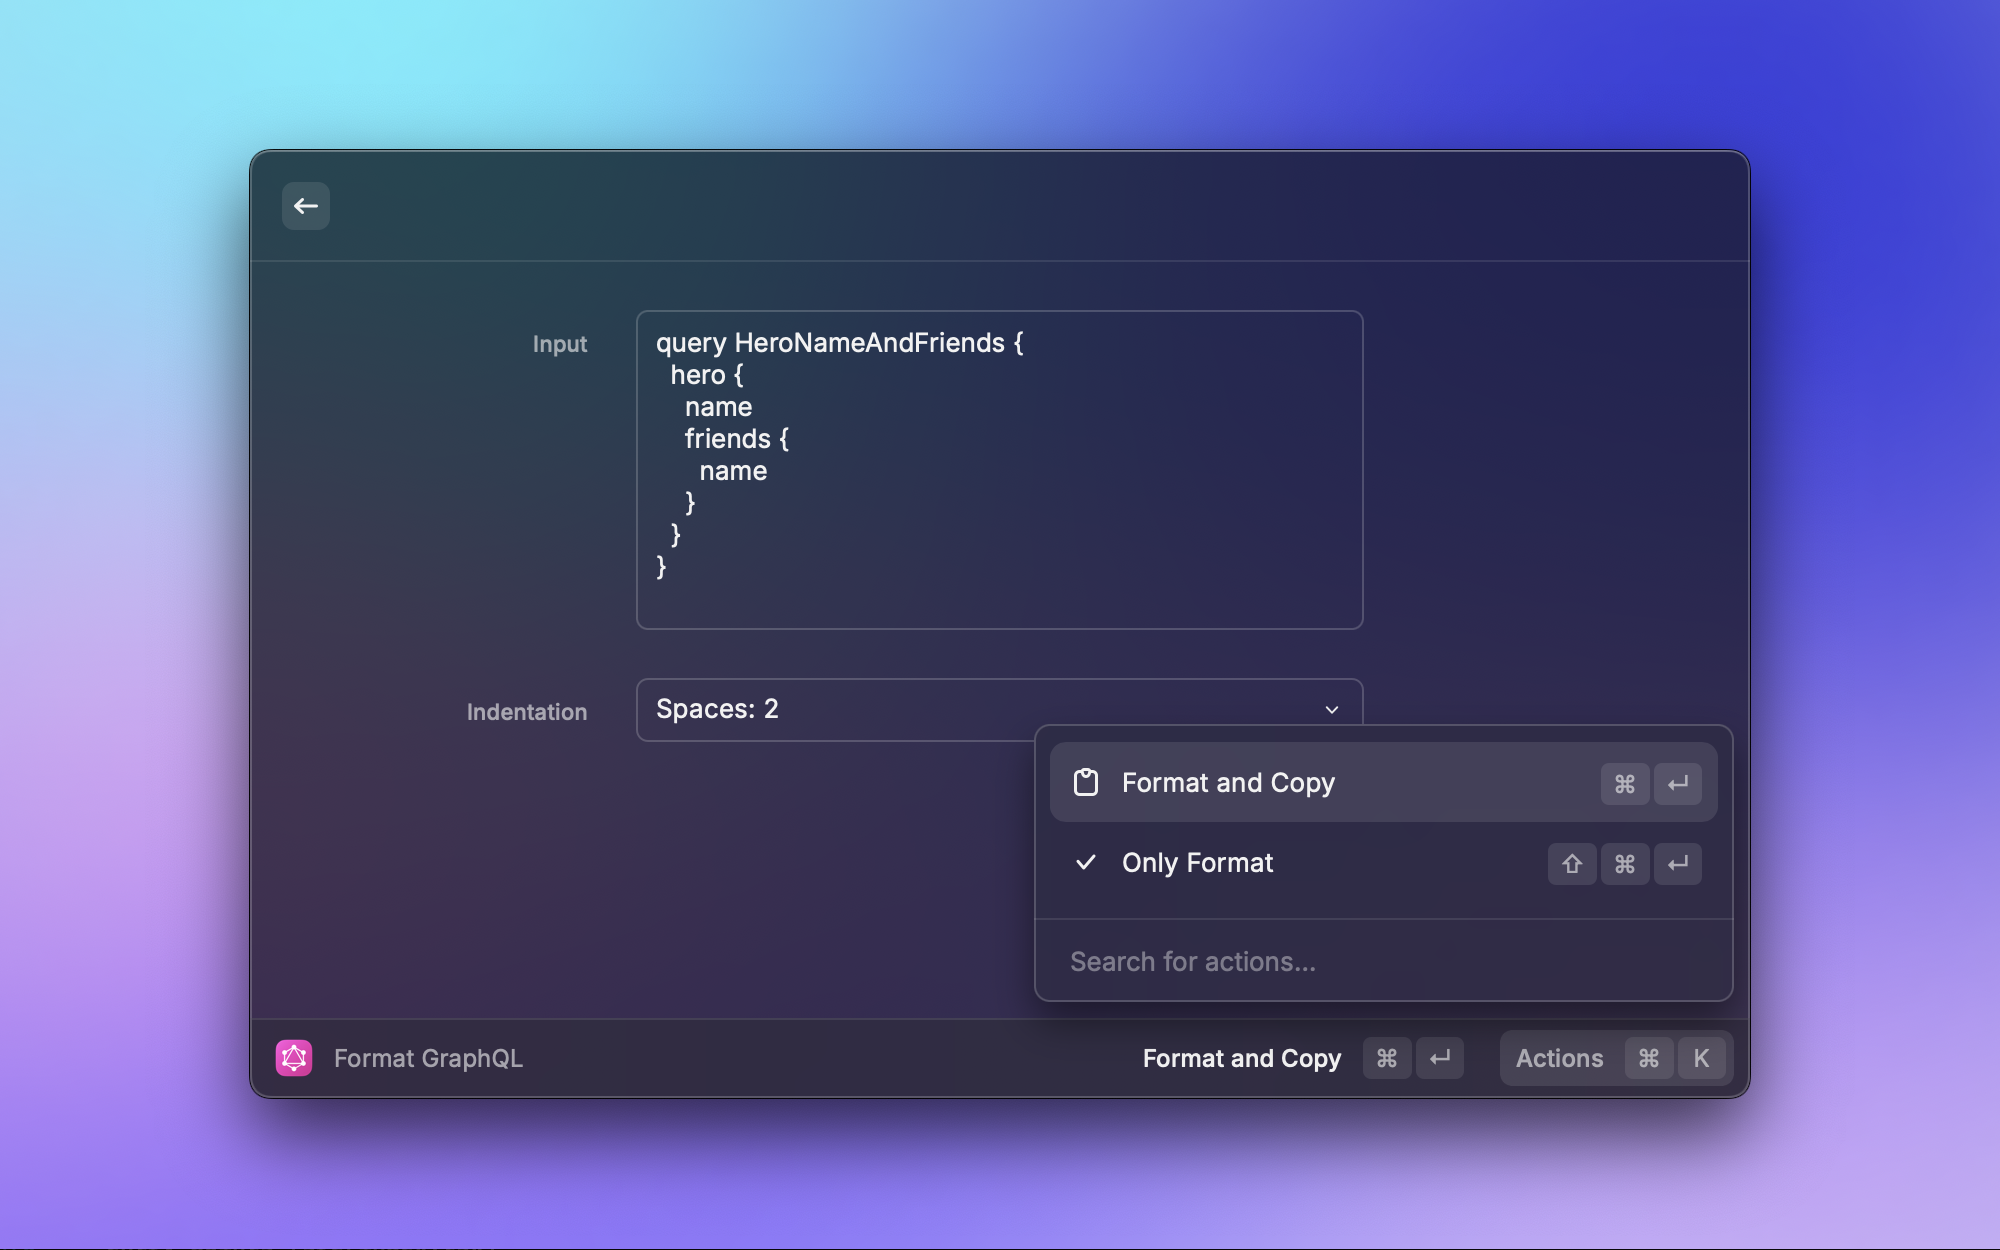 Input
query HeroNameAndFriends {
  hero {
    name
    friends {
      name
    }
  }
}
Indentation
Spaces: 2
Format and Copy ⌘ ↵
Only Format ⇧ ⌘ ↵
Search for actions...
Format GraphQL
Format and Copy ⌘ ↵
Actions ⌘ K